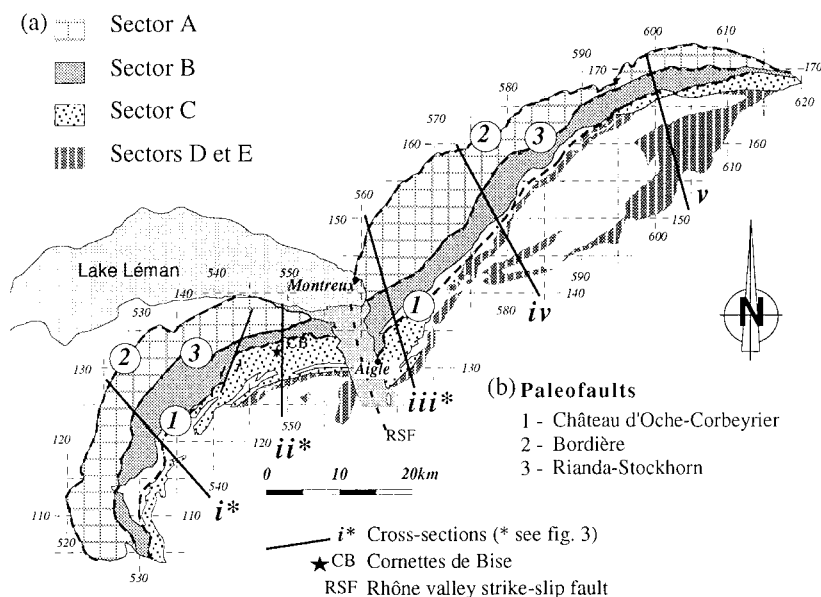 (a)
Sector A
Sector B
Sector C
Sectors D et E
600
610
590
170
170
580
620
570
2
3
160
160
610
560
150
150
600
v
Lake Léman
540
550
Montreux
140
530
1
590
580
140
iv
N
130
2
3
CB
Aigle
130
iii*
(b) Paleofaults
1 - Château d'Oche-Corbeyrier
2 - Bordière
3 - Rianda-Stockhorn
1
120
120
550
ii*
RSF
540
i*
0 10 20km
110
110
520
530
i* Cross-sections (* see fig. 3)
CB Cornettes de Bise
RSF Rhône valley strike-slip fault